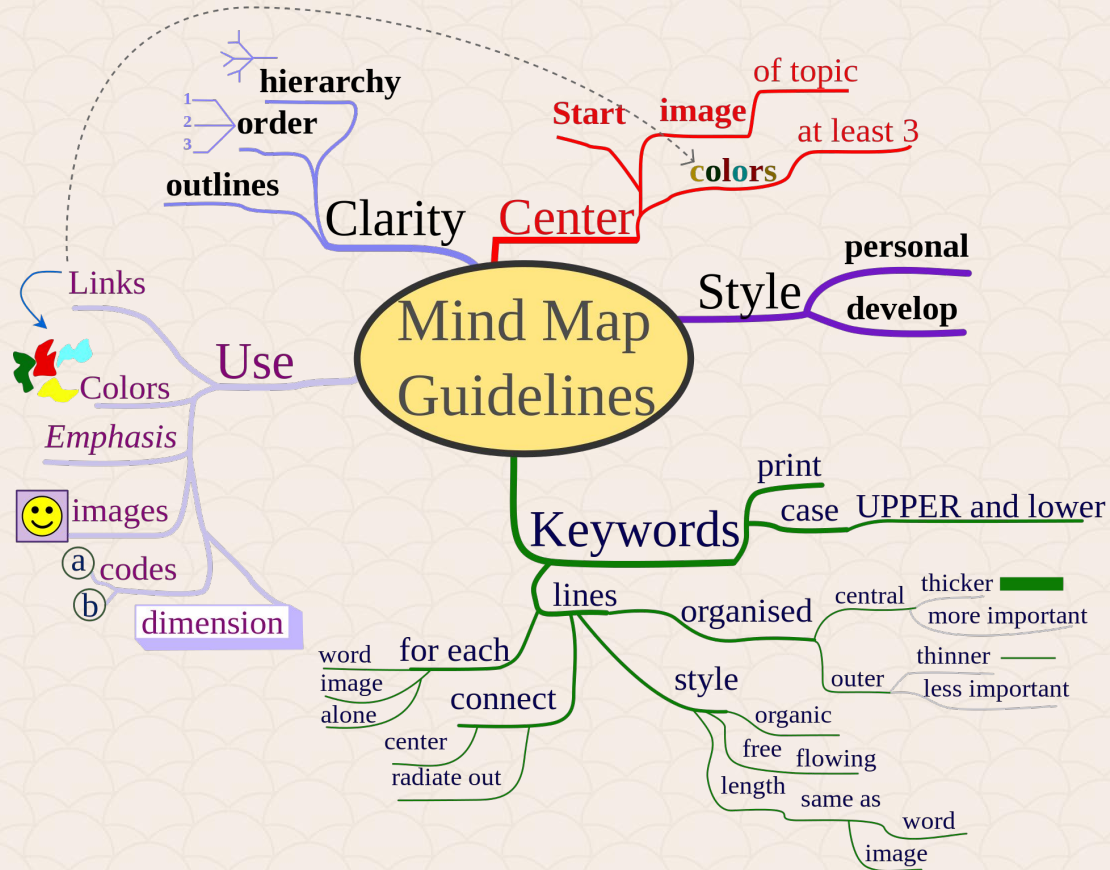 Mind Map
Guidelines
Clarity
hierarchy
1
2
3
order
outlines
Center
Start
image
of topic
colors
at least 3
Style
personal
develop
Keywords
print
case
UPPER and lower
lines
organised
central
thicker
more important
outer
thinner
less important
style
organic
free
flowing
length
same as
word
image
connect
center
radiate out
for each
word
image
alone
Use
Links
Colors
Emphasis
images
codes
a
b
dimension